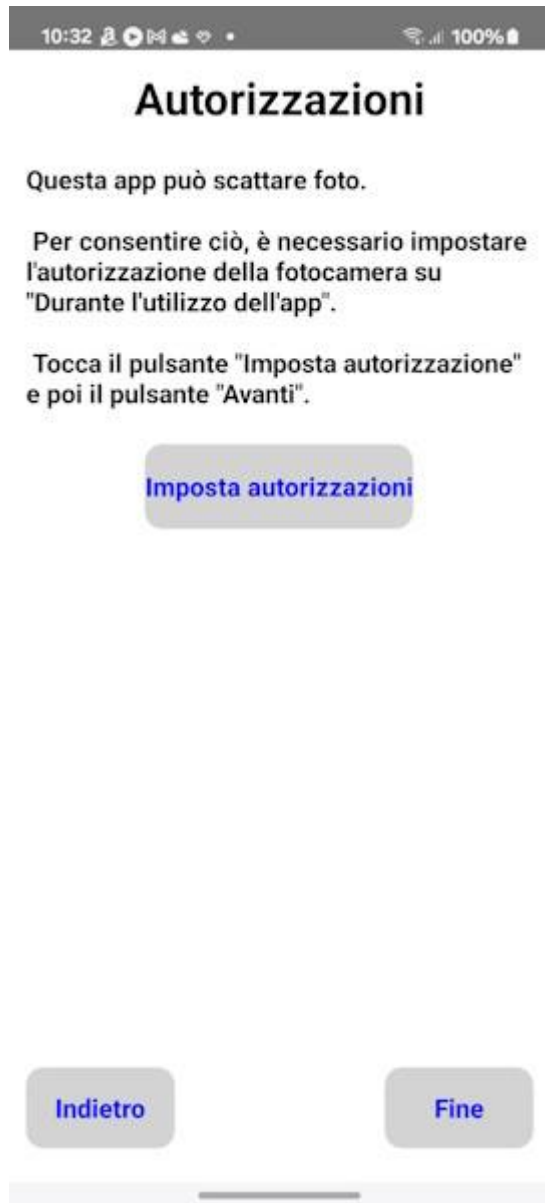 10:32 100%
Autorizzazioni
Questa app può scattare foto.
Per consentire ciò, è necessario impostare
l'autorizzazione della fotocamera su
"Durante l'utilizzo dell'app".
Tocca il pulsante "Imposta autorizzazione"
e poi il pulsante "Avanti".
Imposta autorizzazioni
Indietro Fine